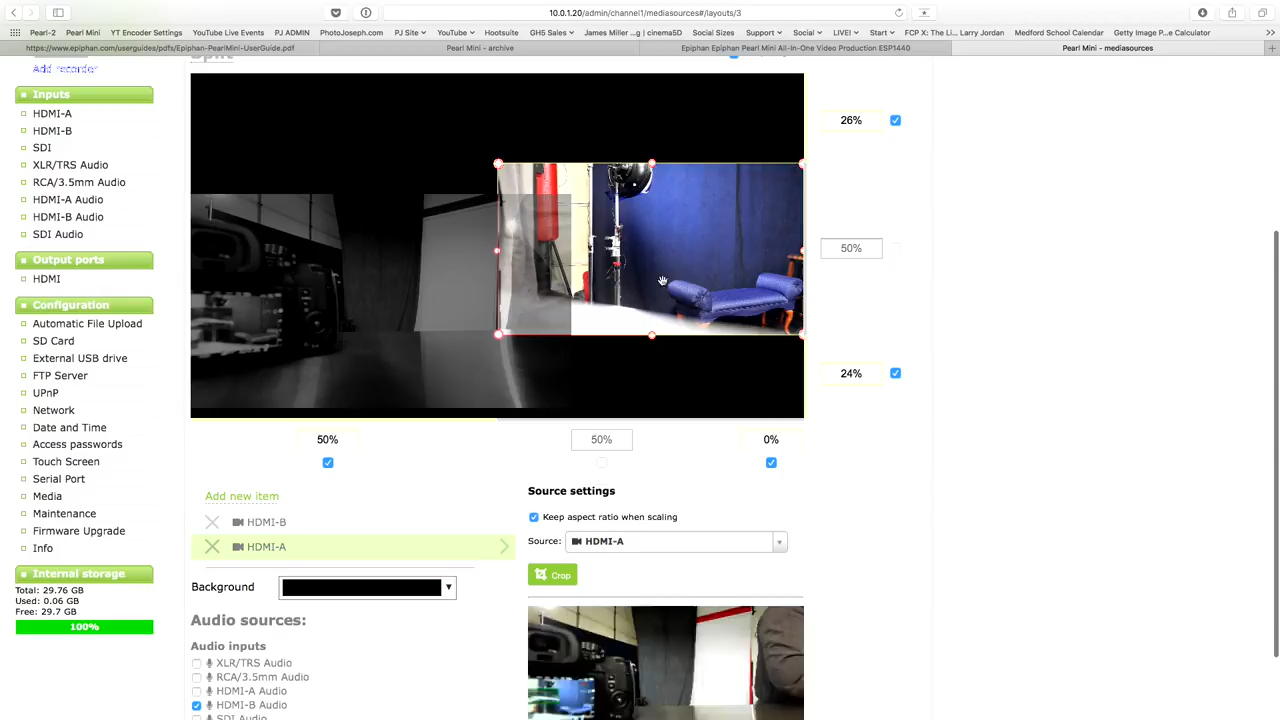 10.0.1.20/admin/channel1/mediasources#/layouts/3
Pearl-2 Pearl Mini YT Encoder Settings YouTube Live Events PJ ADMIN PhotoJoseph.com PJ Site YouTube Hootsuite GH5 Sales James Miller ...g | cinema5D Social Sizes Support Social LIVE! Start FCP X: The Li... Larry Jordan Medford School Calendar Getty Image P...e Calculator
https://www.epiphan.com/userguides/pdfs/Epiphan-PearlMini-UserGuide.pdf Pearl Mini - archive Epiphan Epiphan Pearl Mini All-In-One Video Production ESP1440 Pearl Mini - mediasources
Add recorder
Split
Inputs
HDMI-A
HDMI-B
SDI
XLR/TRS Audio
RCA/3.5mm Audio
HDMI-A Audio
HDMI-B Audio
SDI Audio
Output ports
HDMI
Configuration
Automatic File Upload
SD Card
External USB drive
FTP Server
UPnP
Network
Date and Time
Access passwords
Touch Screen
Serial Port
Media
Maintenance
Firmware Upgrade
Info
Internal storage
Total: 29.76 GB
Used: 0.06 GB
Free: 29.7 GB
100%
26%
50%
24%
50% 50% 0%
Add new item
HDMI-B
HDMI-A
Background
Audio sources:
Audio inputs
XLR/TRS Audio
RCA/3.5mm Audio
HDMI-A Audio
HDMI-B Audio
SDI Audio
Source settings
Keep aspect ratio when scaling
Source: HDMI-A
Crop